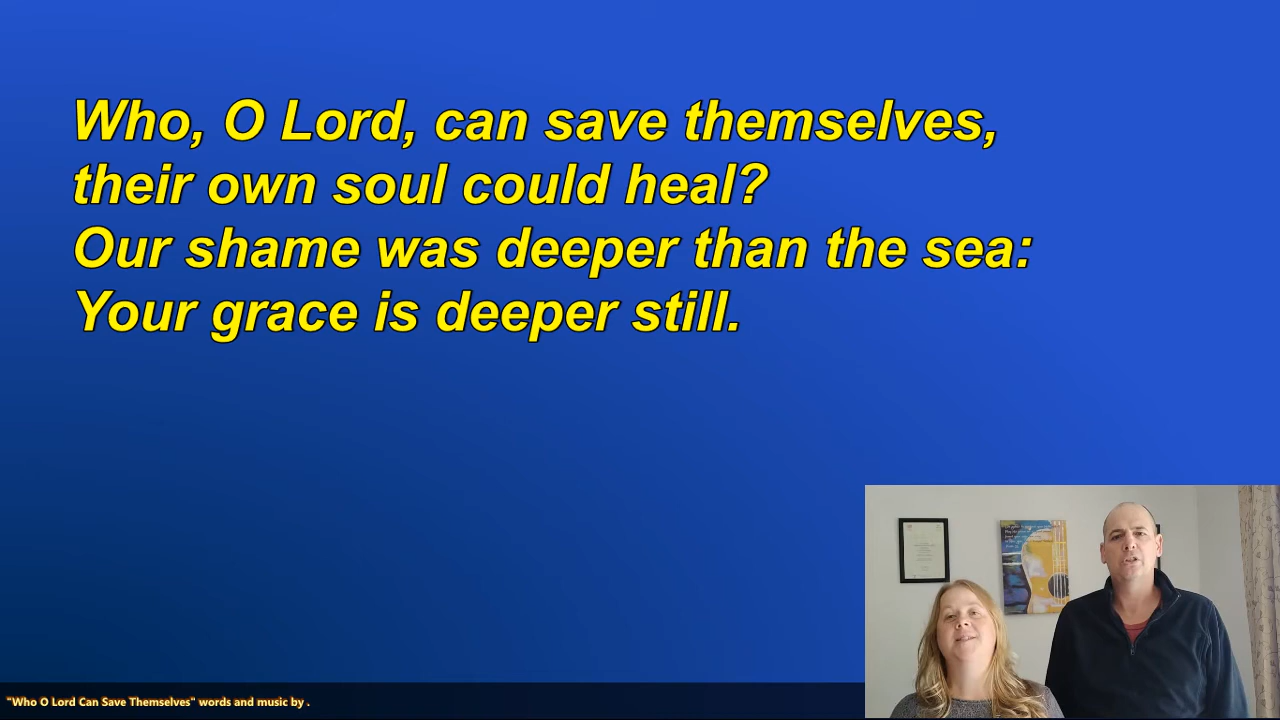 Who, O Lord, can save themselves,
their own soul could heal?
Our shame was deeper than the sea:
Your grace is deeper still.
"Who O Lord Can Save Themselves" words and music by .